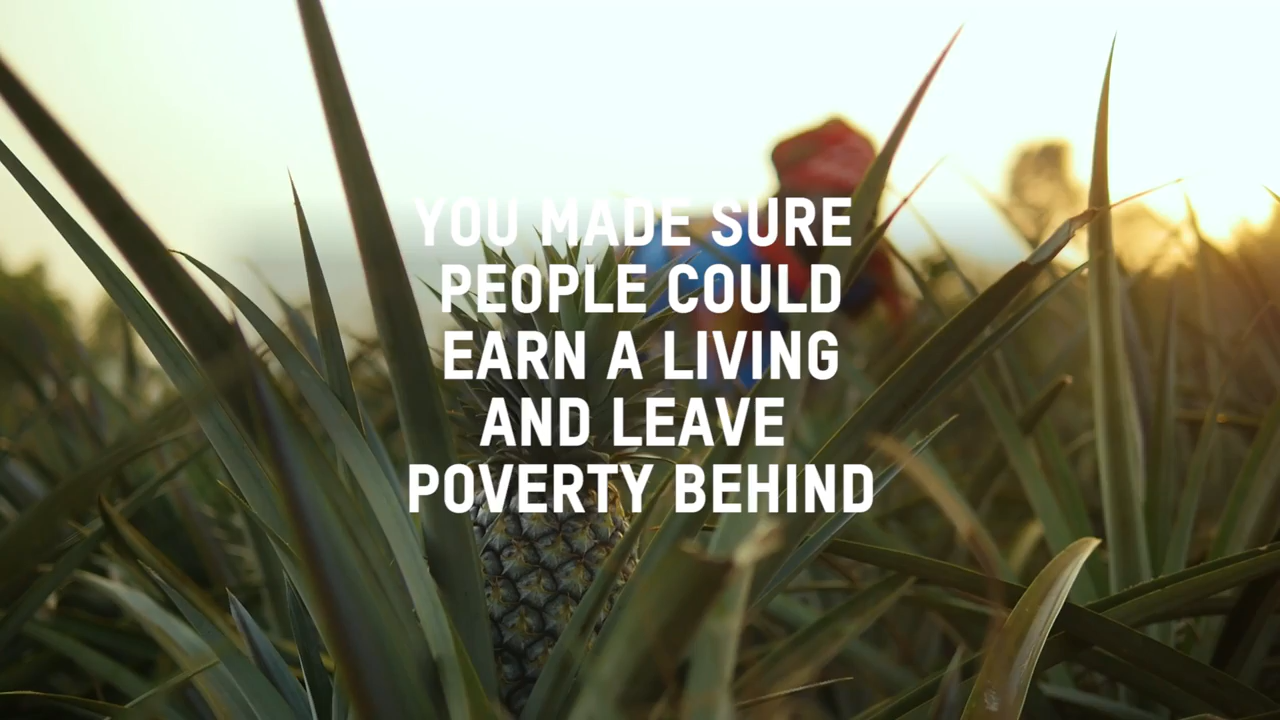 YOU MADE SURE
PEOPLE COULD
EARN A LIVING
AND LEAVE
POVERTY BEHIND